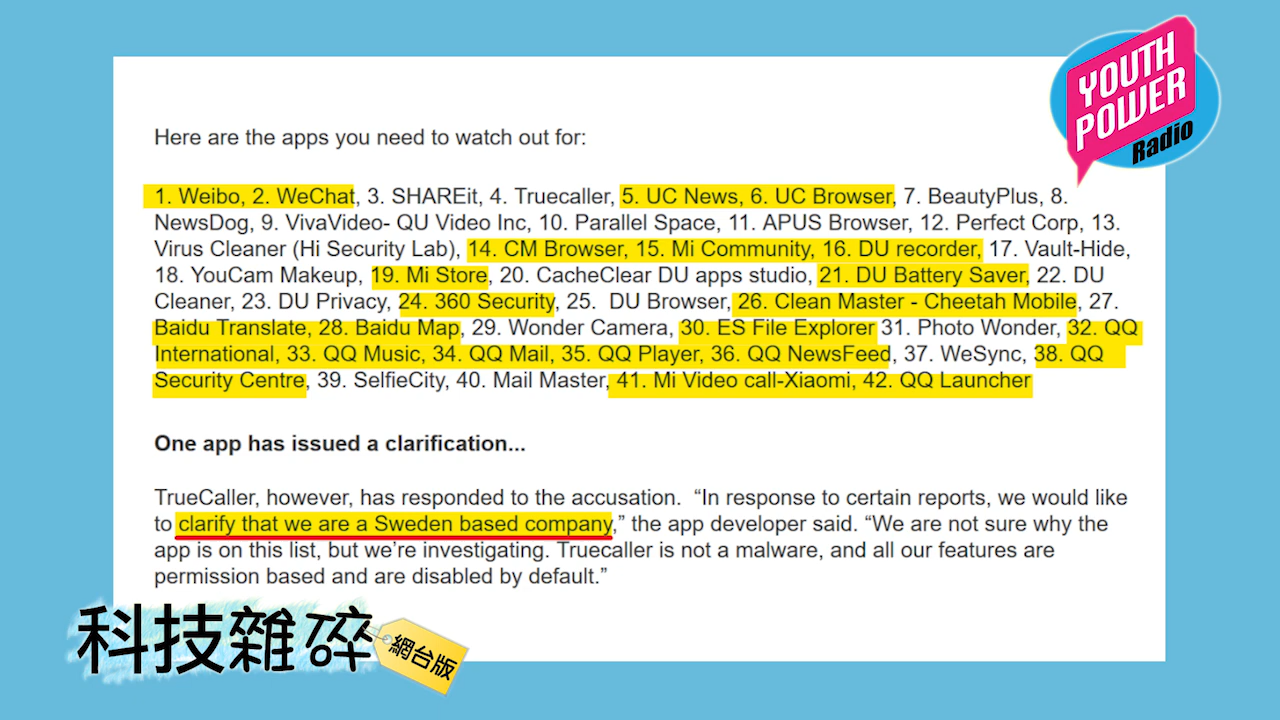 YOUTH
POWER
Radio
Here are the apps you need to watch out for:
1. Weibo, 2. WeChat, 3. SHAREit, 4. Truecaller, 5. UC News, 6. UC Browser, 7. BeautyPlus, 8.
NewsDog, 9. VivaVideo- QU Video Inc, 10. Parallel Space, 11. APUS Browser, 12. Perfect Corp, 13.
Virus Cleaner (Hi Security Lab), 14. CM Browser, 15. Mi Community, 16. DU recorder, 17. Vault-Hide,
18. YouCam Makeup, 19. Mi Store, 20. CacheClear DU apps studio, 21. DU Battery Saver, 22. DU
Cleaner, 23. DU Privacy, 24. 360 Security, 25.  DU Browser, 26. Clean Master - Cheetah Mobile, 27.
Baidu Translate, 28. Baidu Map, 29. Wonder Camera, 30. ES File Explorer 31. Photo Wonder, 32. QQ
International, 33. QQ Music, 34. QQ Mail, 35. QQ Player, 36. QQ NewsFeed, 37. WeSync, 38. QQ
Security Centre, 39. SelfieCity, 40. Mail Master, 41. Mi Video call-Xiaomi, 42. QQ Launcher
One app has issued a clarification...
TrueCaller, however, has responded to the accusation.  “In response to certain reports, we would like
to clarify that we are a Sweden based company,” the app developer said. “We are not sure why the
app is on this list, but we’re investigating. Truecaller is not a malware, and all our features are
permission based and are disabled by default.”
科技雜碎
網台版